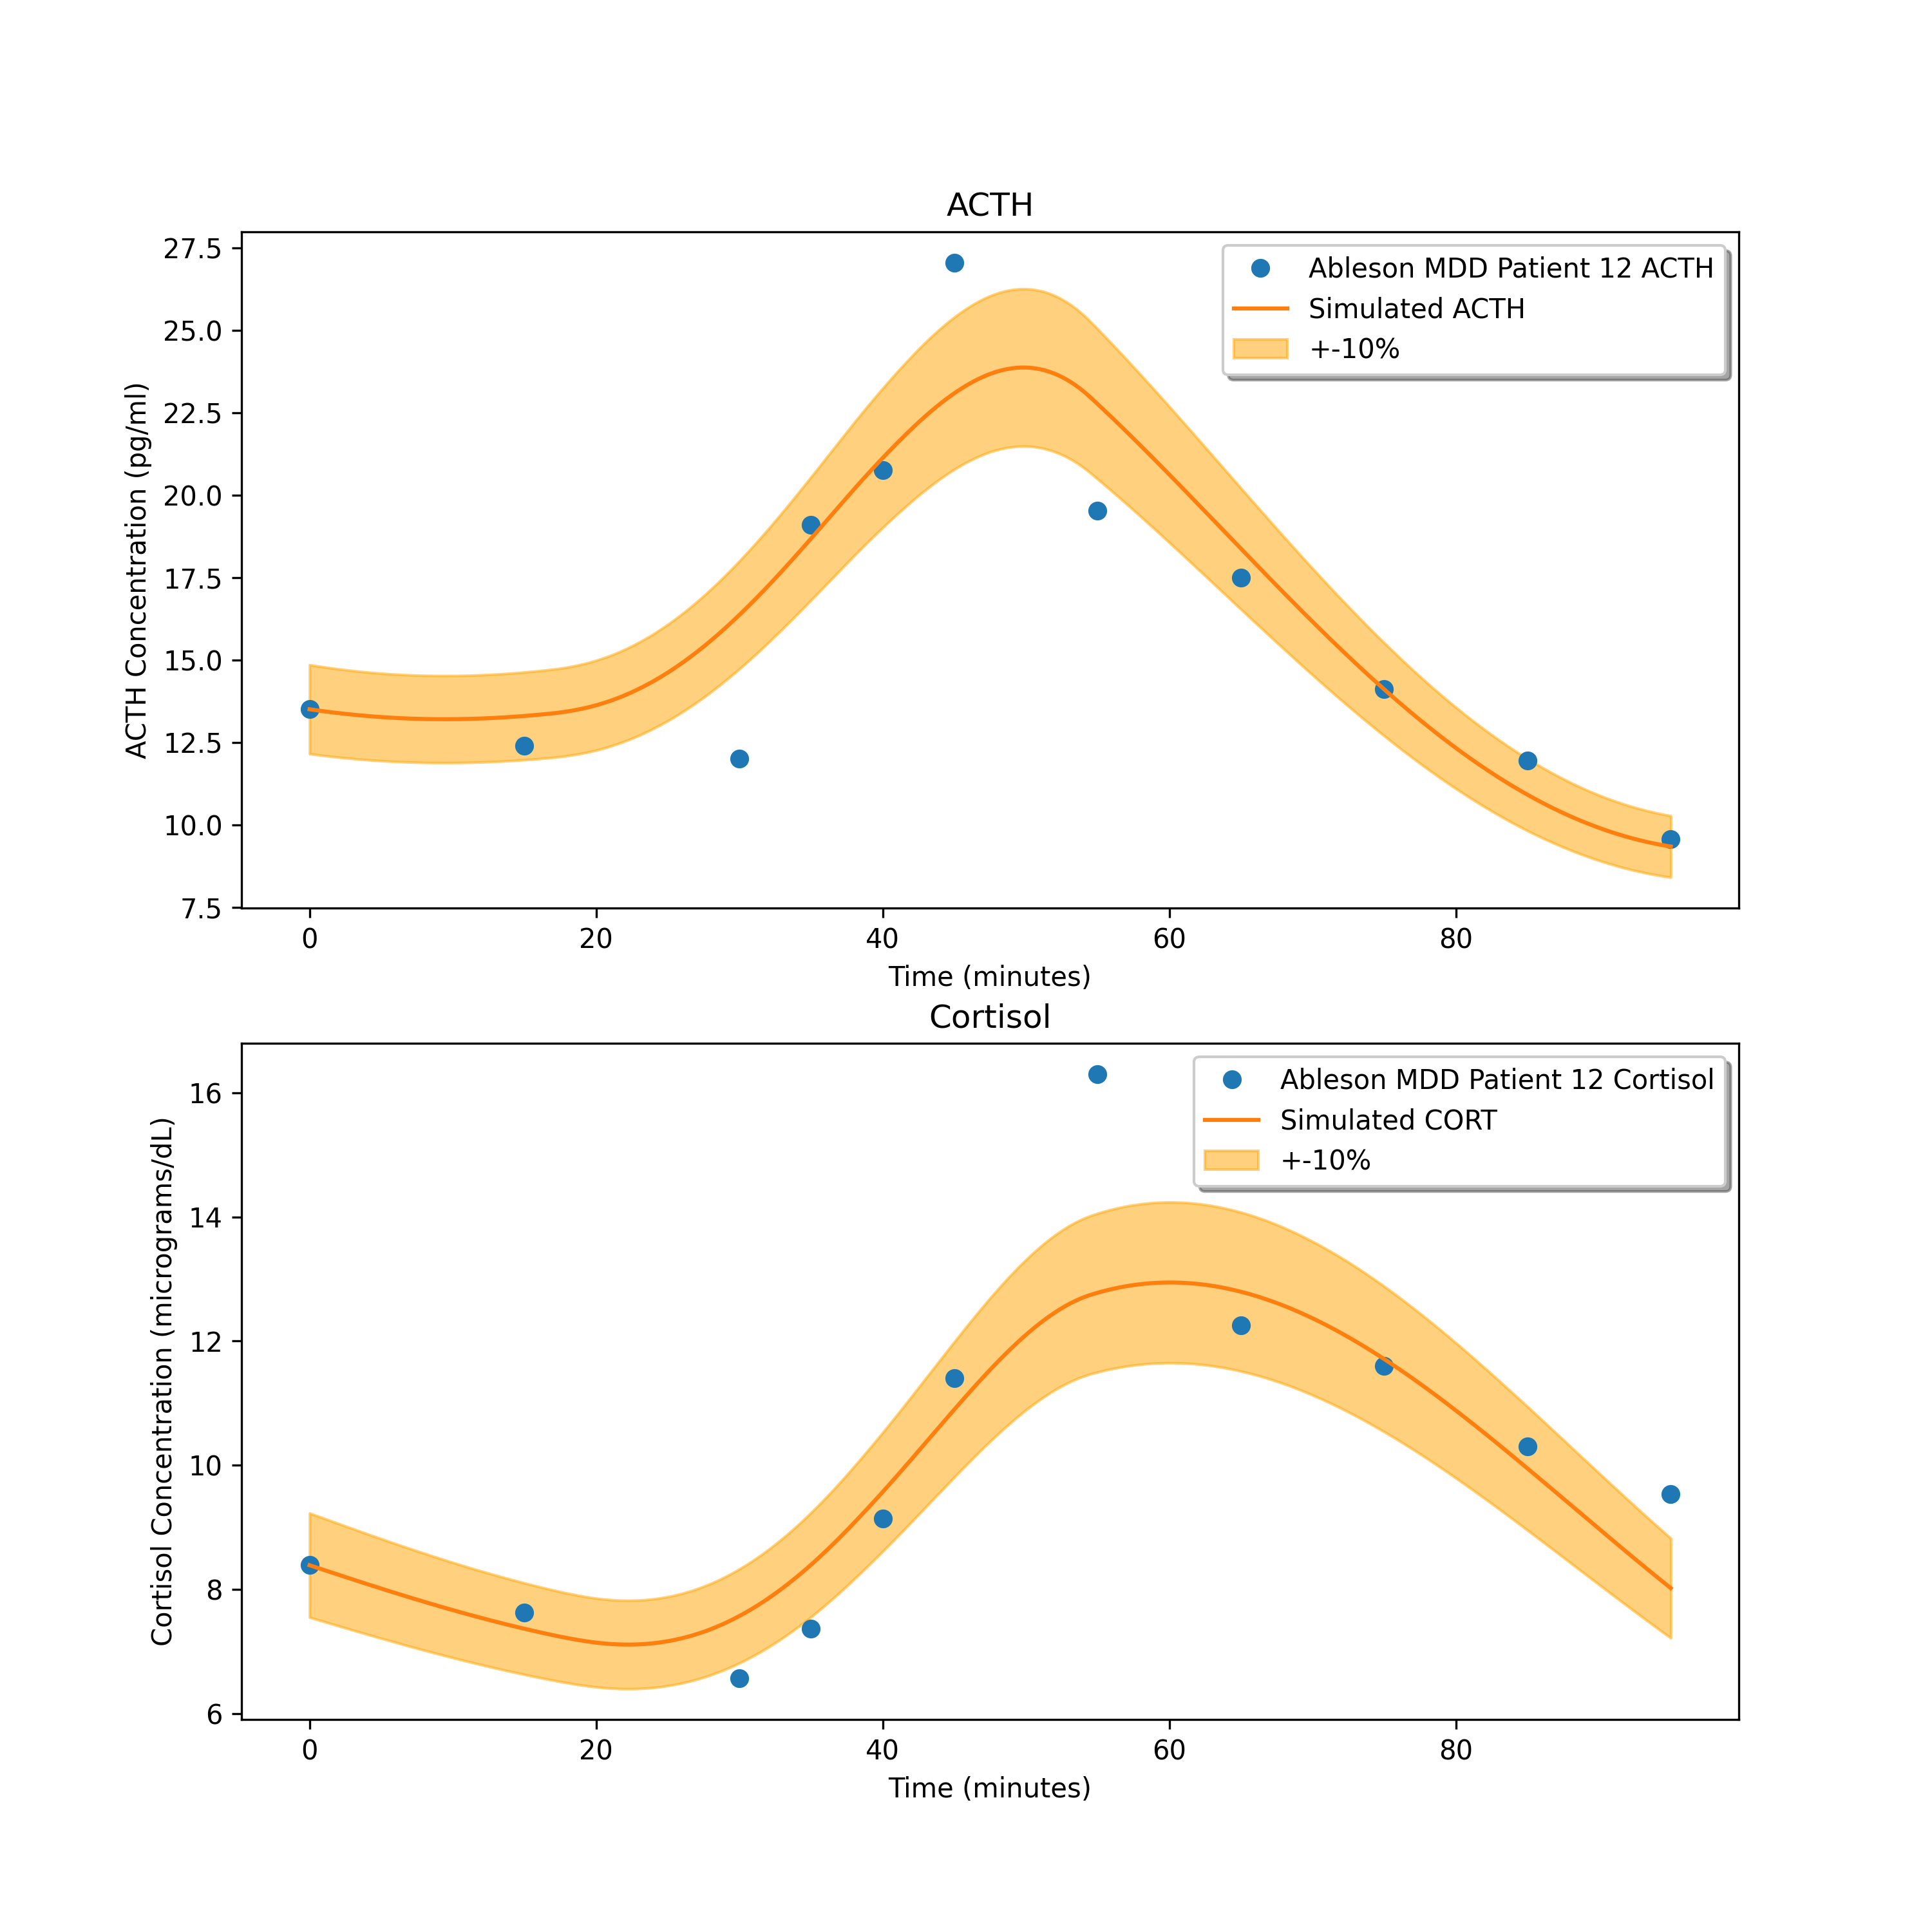 ACTH
27.5
25.0
22.5
20.0
17.5
15.0
12.5
10.0
7.5
ACTH Concentration (pg/ml)
Ableson MDD Patient 12 ACTH
Simulated ACTH
+-10%
0 20 40 60 80
Time (minutes)
Cortisol
16
14
12
10
8
6
Cortisol Concentration (micrograms/dL)
Ableson MDD Patient 12 Cortisol
Simulated CORT
+-10%
0 20 40 60 80
Time (minutes)